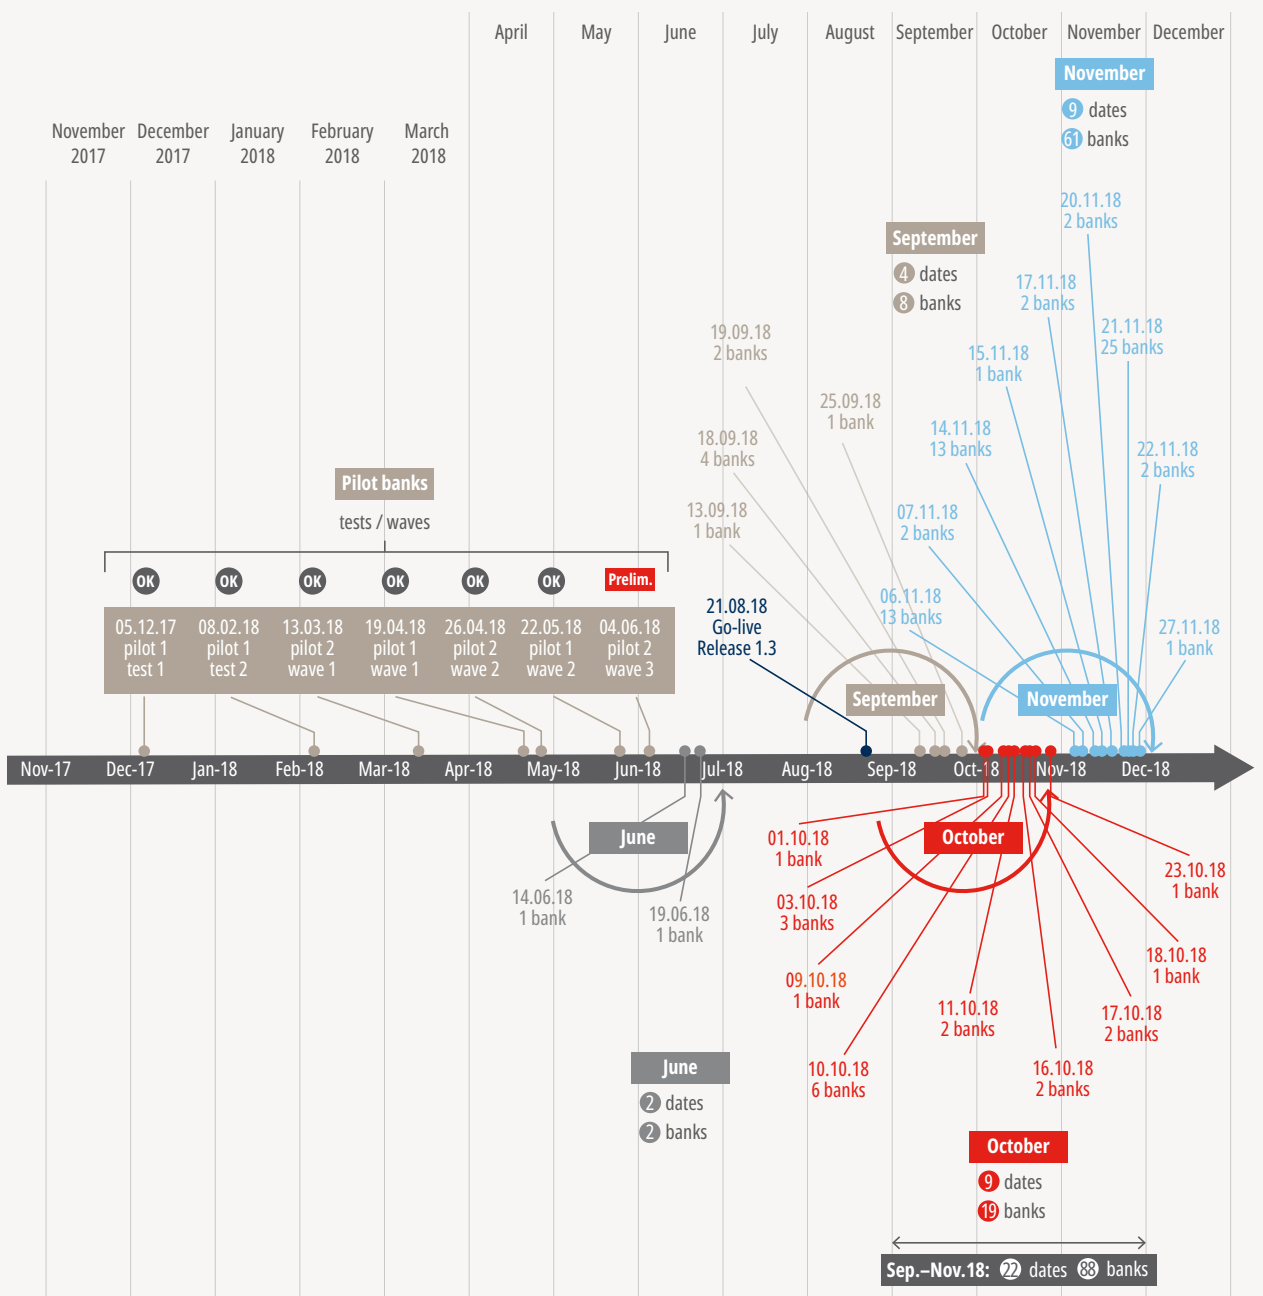 April May June July August September October November December
November
9 dates
61 banks
November December January February March
2017 2017 2018 2018 2018
20.11.18
2 banks
September
4 dates
8 banks
17.11.18
2 banks
19.09.18
2 banks
21.11.18
25 banks
15.11.18
1 bank
25.09.18
1 bank
14.11.18
13 banks
18.09.18
4 banks
22.11.18
2 banks
Pilot banks
tests / waves
13.09.18
1 bank
07.11.18
2 banks
OK OK OK OK OK OK Prelim.
05.12.17
pilot 1
test 1
08.02.18
pilot 1
test 2
13.03.18
pilot 2
wave 1
19.04.18
pilot 1
wave 1
26.04.18
pilot 2
wave 2
22.05.18
pilot 1
wave 2
04.06.18
pilot 2
wave 3
21.08.18
Go-live
Release 1.3
06.11.18
13 banks
27.11.18
1 bank
September
November
Nov-17 Dec-17 Jan-18 Feb-18 Mar-18 Apr-18 May-18 Jun-18 Jul-18 Aug-18 Sep-18 Oct-18 Nov-18 Dec-18
June
October
01.10.18
1 bank
14.06.18
1 bank
19.06.18
1 bank
03.10.18
3 banks
23.10.18
1 bank
09.10.18
1 bank
18.10.18
1 bank
11.10.18
2 banks
17.10.18
2 banks
10.10.18
6 banks
16.10.18
2 banks
June
2 dates
2 banks
October
9 dates
19 banks
Sep.–Nov.18: 22 dates 88 banks